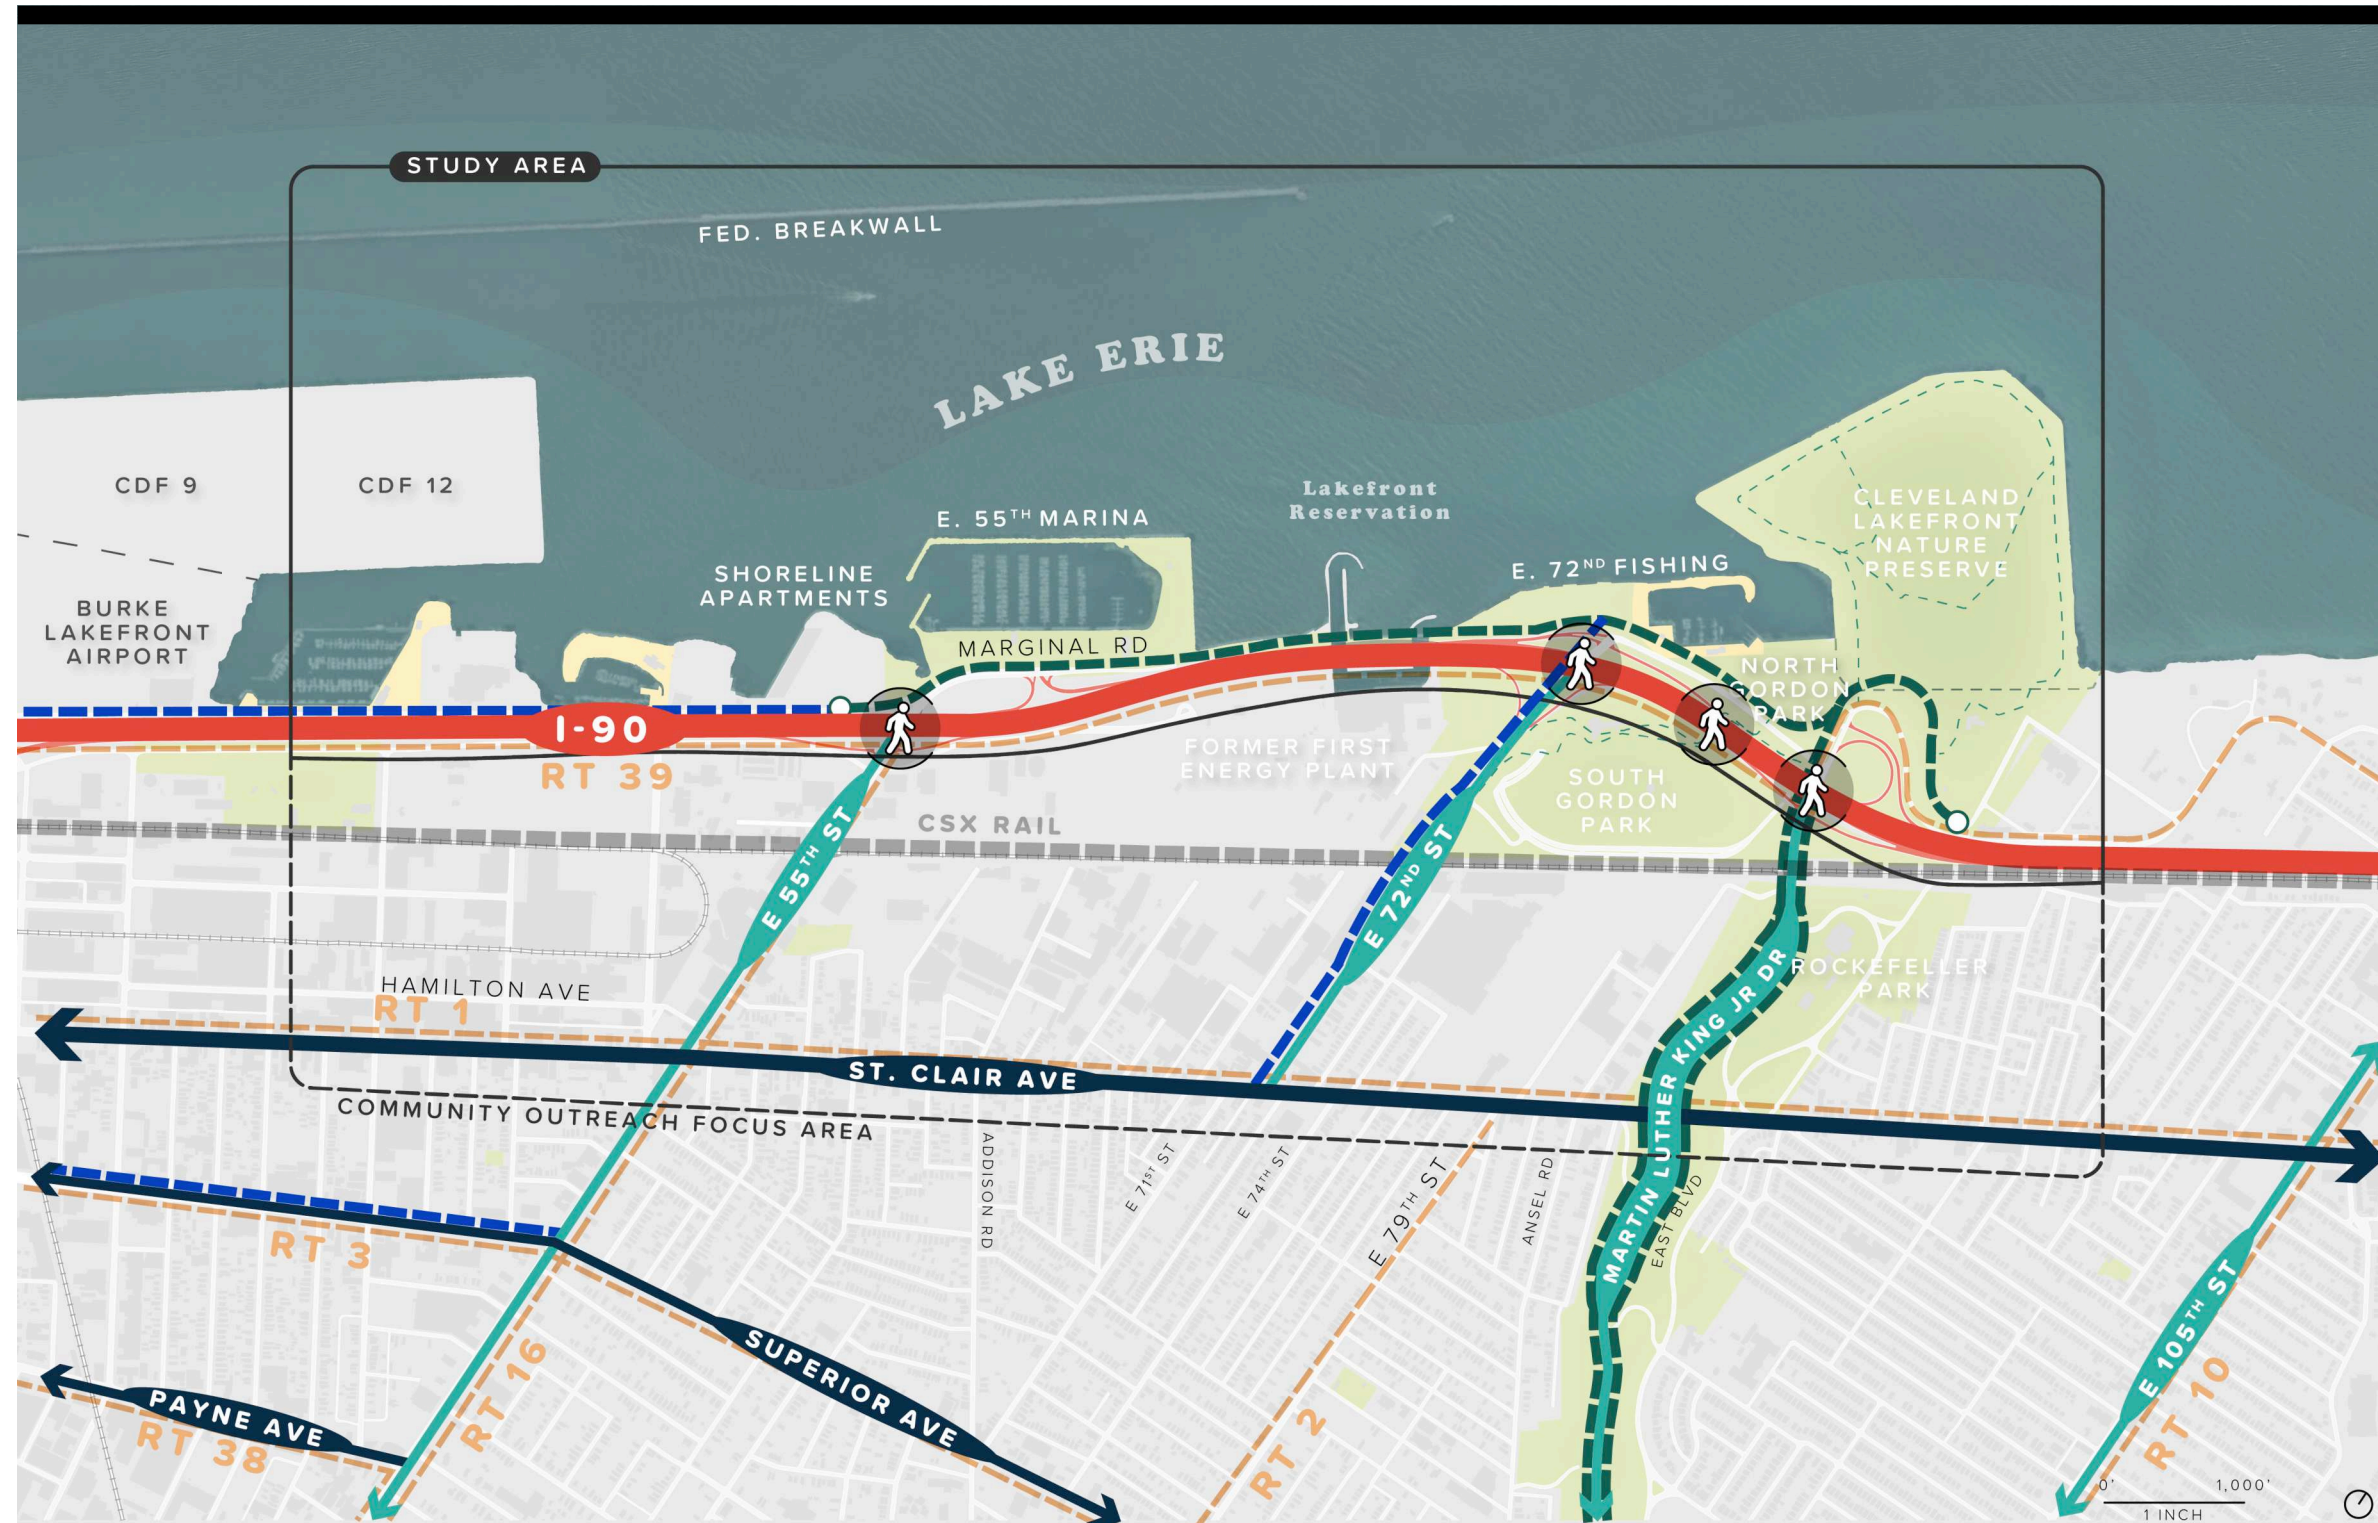 STUDY AREA
FED. BREAKWALL
LAKE ERIE
CDF 9
CDF 12
Lakefront
Reservation
CLEVELAND
LAKEFRONT
NATURE
PRESERVE
E. 55TH MARINA
E. 72ND FISHING
SHORELINE
APARTMENTS
BURKE
LAKEFRONT
AIRPORT
MARGINAL RD
NORTH
GORDON
PARK
I-90
RT 39
FORMER FIRST
ENERGY PLANT
SOUTH
GORDON
PARK
CSX RAIL
E 55TH ST
E 72ND ST
ROCKEFELLER
PARK
HAMILTON AVE
RT 1
ST. CLAIR AVE
MARTIN LUTHER KING JR DR
COMMUNITY OUTREACH FOCUS AREA
ADDISON RD
E 71ST ST
E 74TH ST
E 79TH ST
ANSEL RD
EAST BLVD
RT 3
SUPERIOR AVE
RT 16
PAYNE AVE
RT 38
RT 2
E 105TH ST
RT 10
0'
1,000'
1 INCH